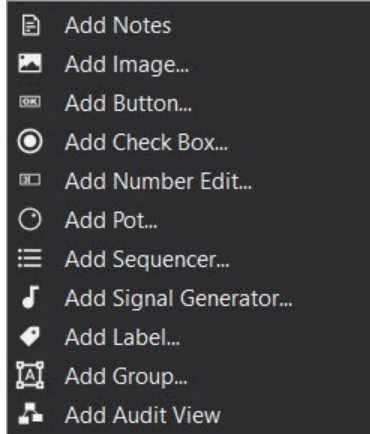 Add Notes
Add Image...
OK Add Button...
Add Check Box...
Add Number Edit...
Add Pot...
Add Sequencer...
Add Signal Generator...
Add Label...
A Add Group...
Add Audit View